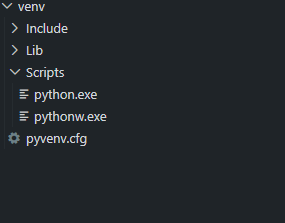 venv
Include
Lib
Scripts
python.exe
pythonw.exe
pyvenv.cfg